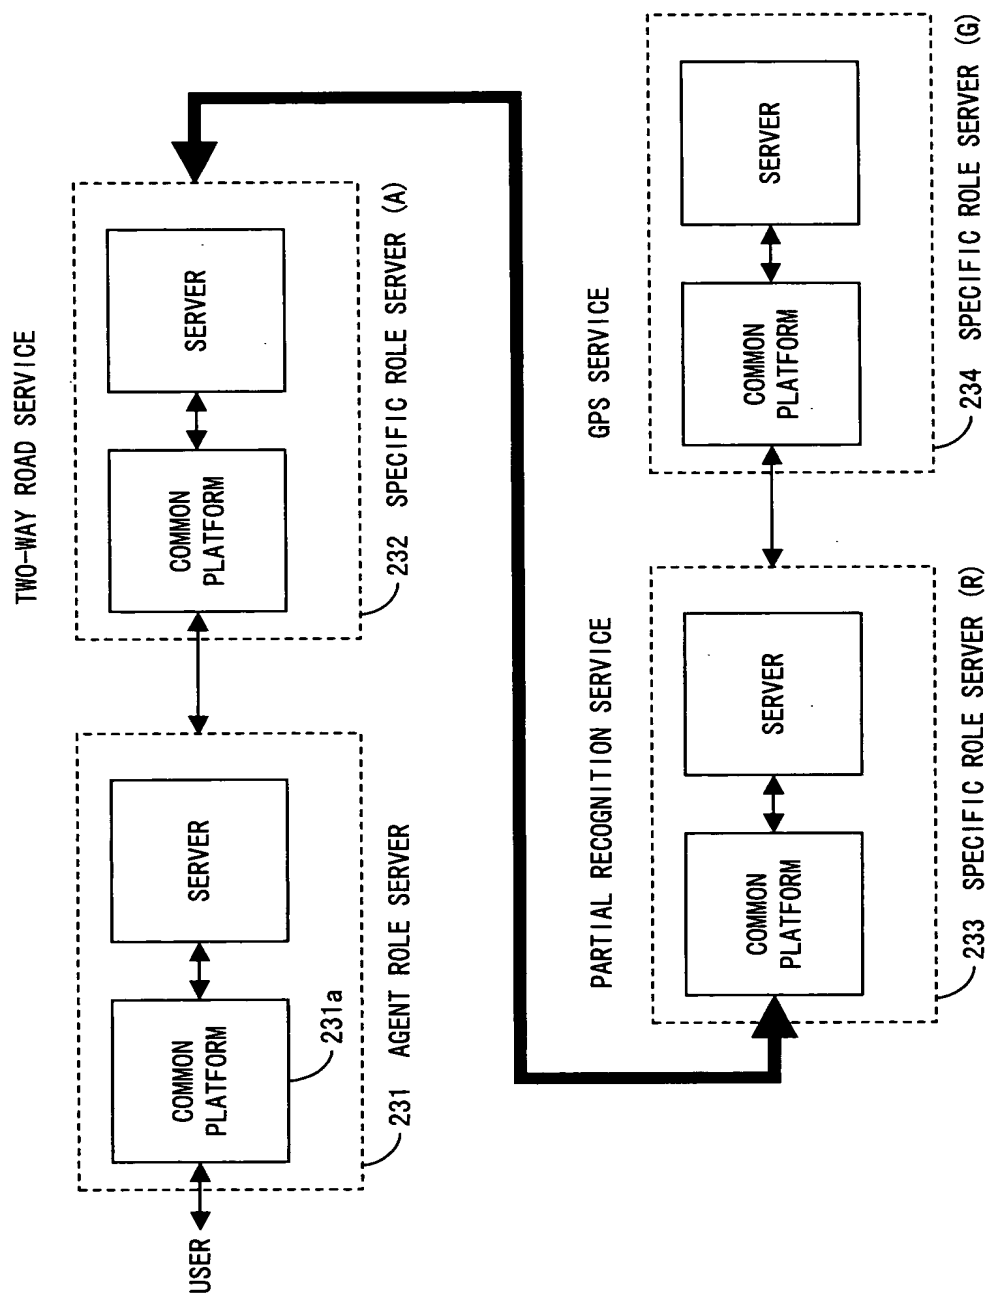 TWO-WAY ROAD SERVICE
USER
COMMON
PLATFORM
SERVER
231a
231 AGENT ROLE SERVER
COMMON
PLATFORM
SERVER
232 SPECIFIC ROLE SERVER (A)
PARTIAL RECOGNITION SERVICE
GPS SERVICE
COMMON
PLATFORM
SERVER
233 SPECIFIC ROLE SERVER (R)
COMMON
PLATFORM
SERVER
234 SPECIFIC ROLE SERVER (G)